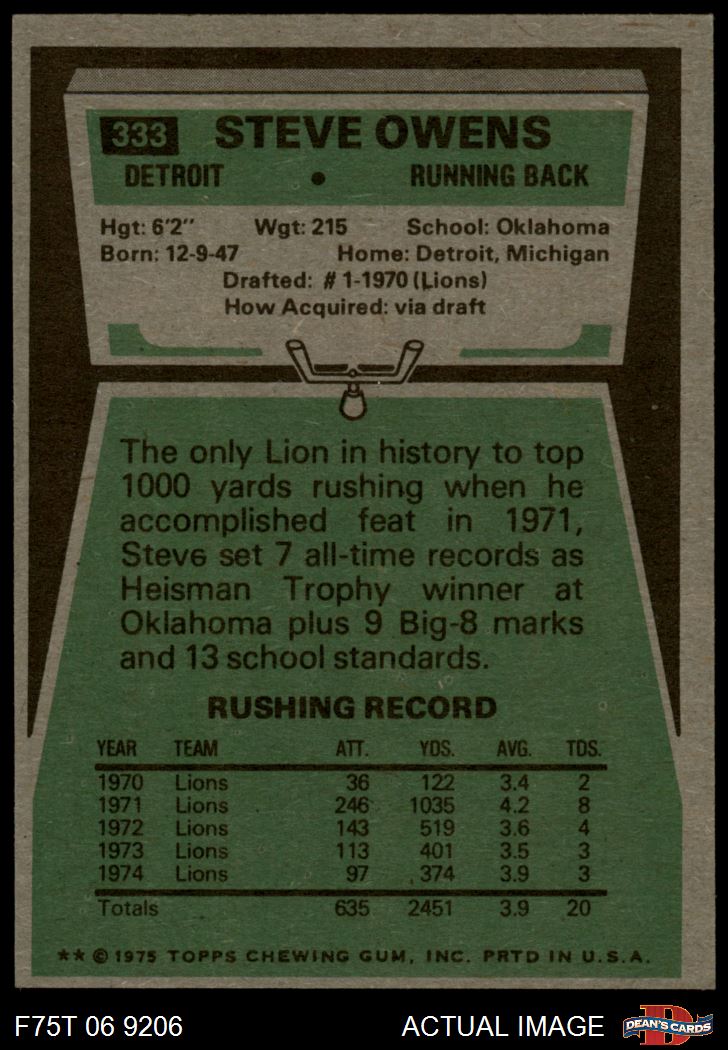 333 STEVE OWENS
DETROIT • RUNNING BACK
Hgt: 6'2" Wgt: 215 School: Oklahoma
Born: 12-9-47 Home: Detroit, Michigan
Drafted: # 1-1970 (Lions)
How Acquired: via draft
The only Lion in history to top
1000 yards rushing when he
accomplished feat in 1971,
Steve set 7 all-time records as
Heisman Trophy winner at
Oklahoma plus 9 Big-8 marks
and 13 school standards.
RUSHING RECORD
YEAR TEAM ATT. YDS. AVG. TDS.
1970 Lions 36 122 3.4 2
1971 Lions 246 1035 4.2 8
1972 Lions 143 519 3.6 4
1973 Lions 113 401 3.5 3
1974 Lions 97 374 3.9 3
Totals 635 2451 3.9 20
** © 1975 TOPPS CHEWING GUM, INC. PRTD IN U.S.A.
F75T 06 9206 ACTUAL IMAGE D DEAN'S CARDS